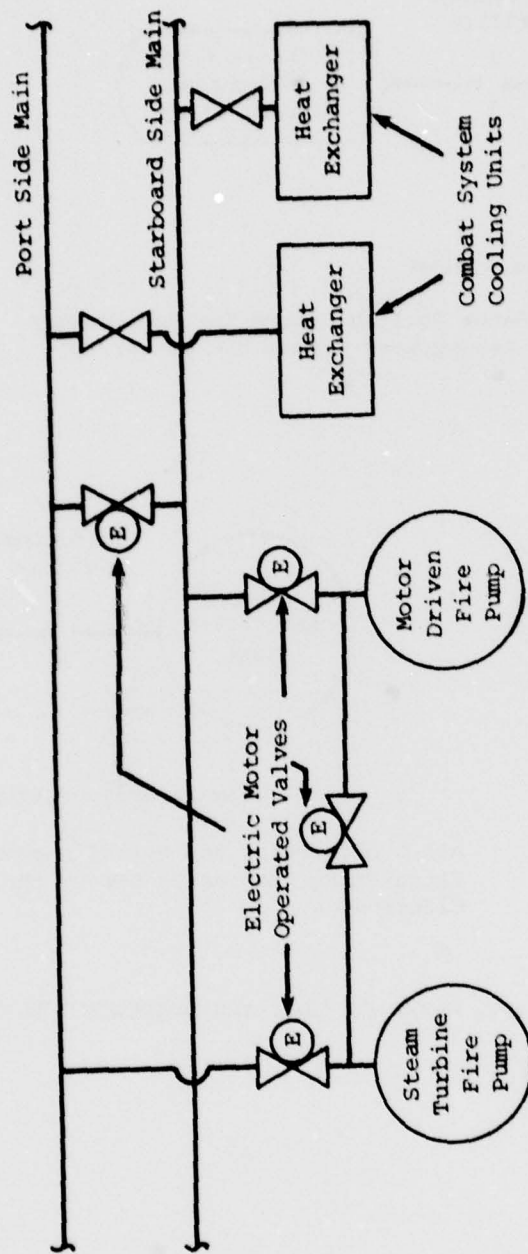 Port Side Main
Starboard Side Main
Heat
Exchanger
Heat
Exchanger
Combat System
Cooling Units
E
E
E
E
Electric Motor
Operated Valves
Motor
Driven
Fire
Pump
Steam
Turbine
Fire
Pump